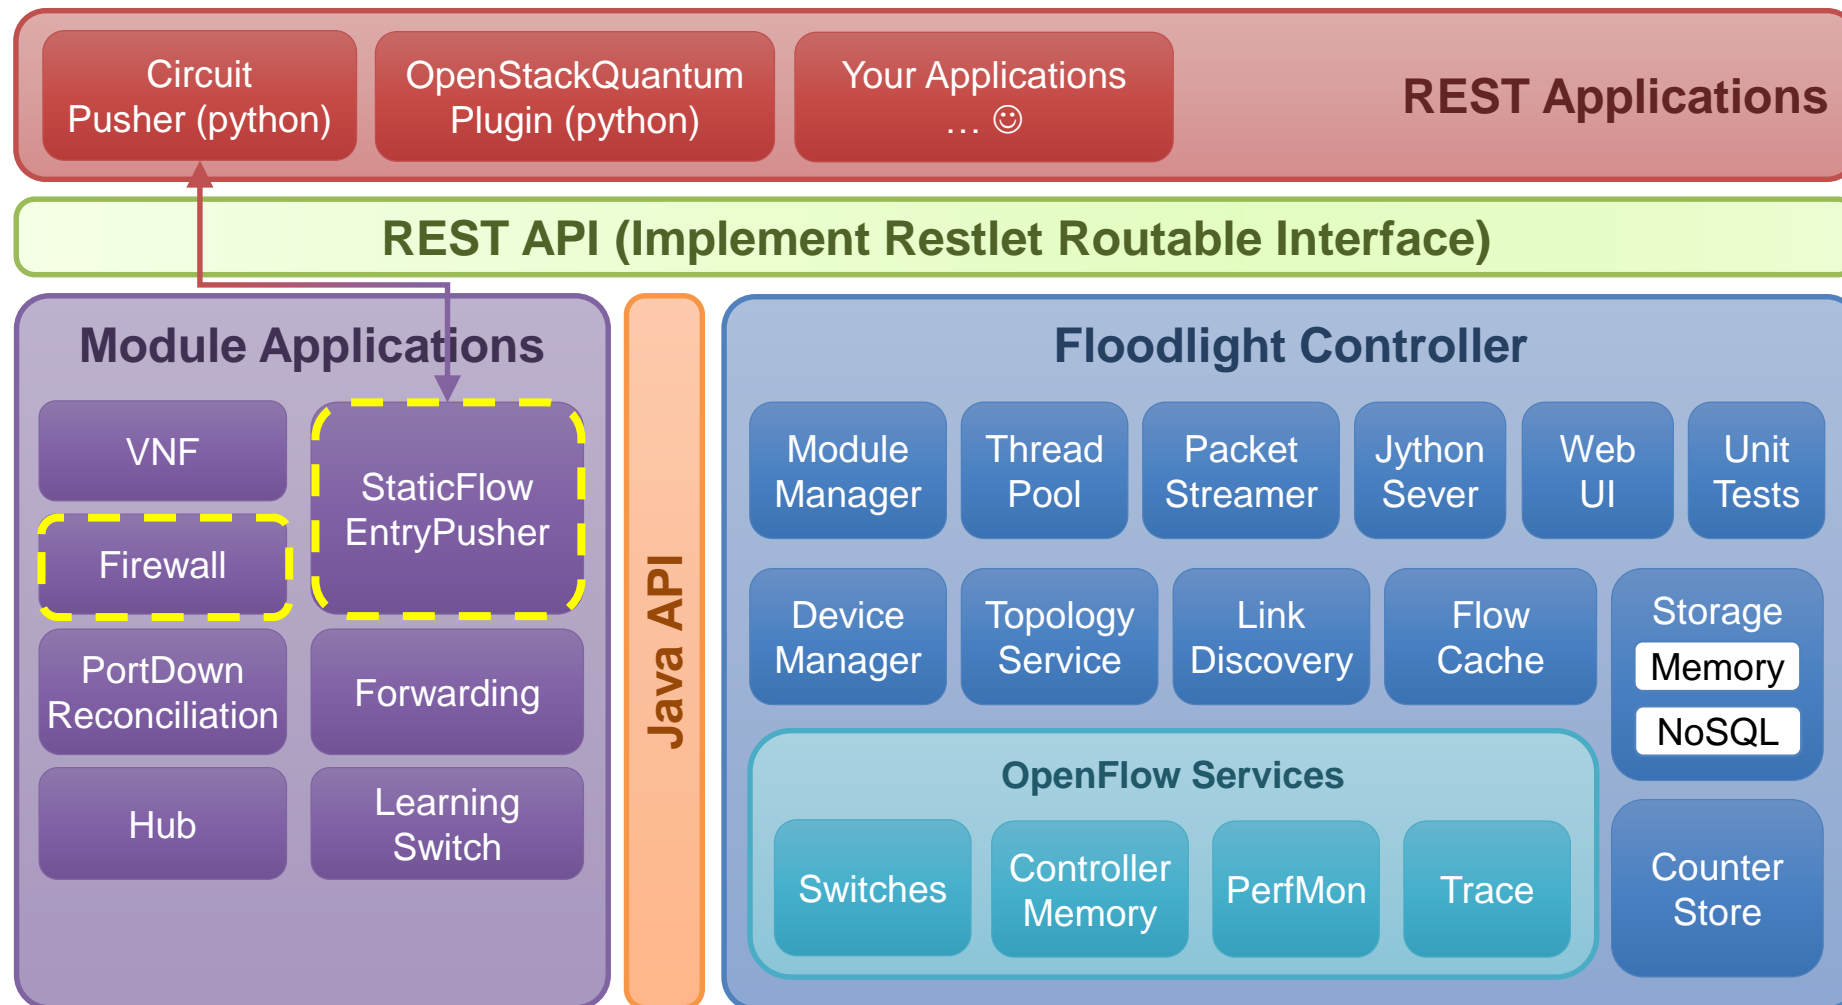 Circuit
Pusher (python)
OpenStackQuantum
Plugin (python)
Your Applications
... ☺
REST Applications
REST API (Implement Restlet Routable Interface)
Module Applications
VNF
StaticFlow
EntryPusher
Firewall
PortDown
Reconciliation
Forwarding
Hub
Learning
Switch
Java API
Floodlight Controller
Module
Manager
Thread
Pool
Packet
Streamer
Jython
Sever
Web
UI
Unit
Tests
Device
Manager
Topology
Service
Link
Discovery
Flow
Cache
Storage
Memory
NoSQL
OpenFlow Services
Switches
Controller
Memory
PerfMon
Trace
Counter
Store